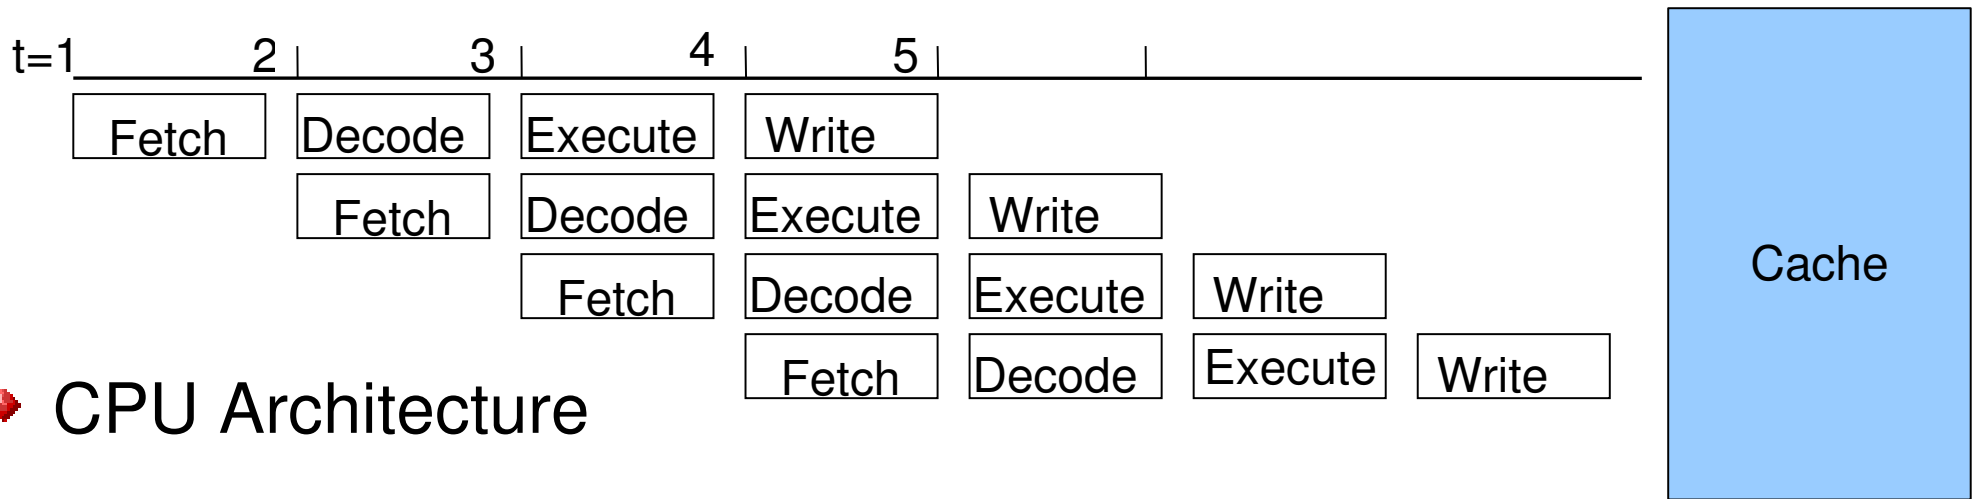 t=1 2 3 4 5
Fetch Decode Execute Write
Fetch Decode Execute Write
Cache
Fetch Decode Execute Write
Fetch Decode Execute Write
CPU Architecture